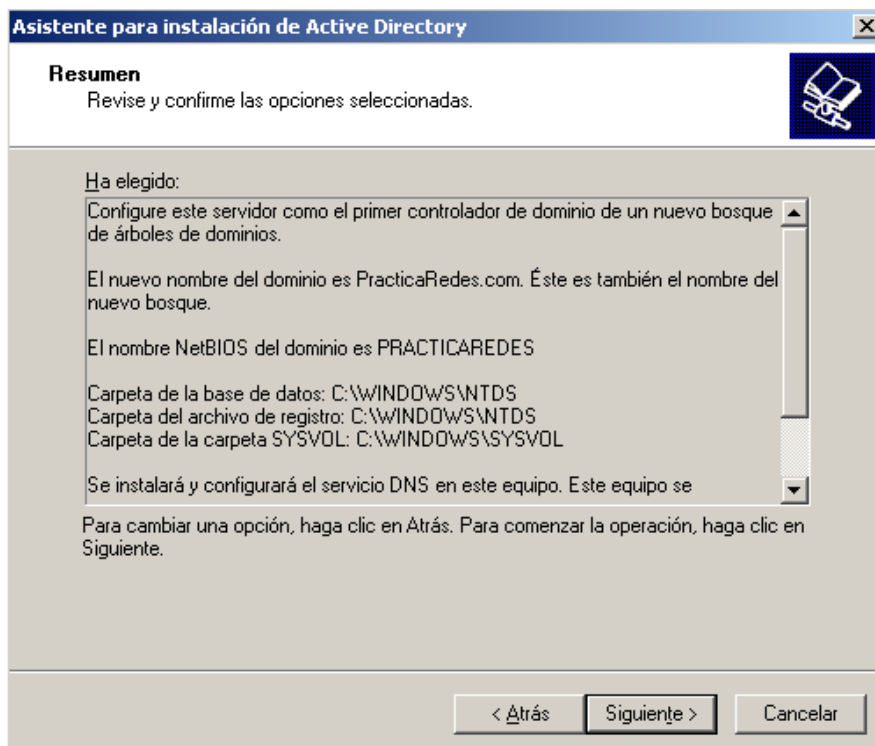 Asistente para instalación de Active Directory
Resumen
Revise y confirme las opciones seleccionadas.
Ha elegido:
Configure este servidor como el primer controlador de dominio de un nuevo bosque
de árboles de dominios.
El nuevo nombre del dominio es PracticaRedes.com. Éste es también el nombre del
nuevo bosque.
El nombre NetBIOS del dominio es PRACTICAREDES
Carpeta de la base de datos: C:\WINDOWS\NTDS
Carpeta del archivo de registro: C:\WINDOWS\NTDS
Carpeta de la carpeta SYSVOL: C:\WINDOWS\SYSVOL
Se instalará y configurará el servicio DNS en este equipo. Este equipo se
Para cambiar una opción, haga clic en Atrás. Para comenzar la operación, haga clic en
Siguiente.
< Atrás Siguiente > Cancelar